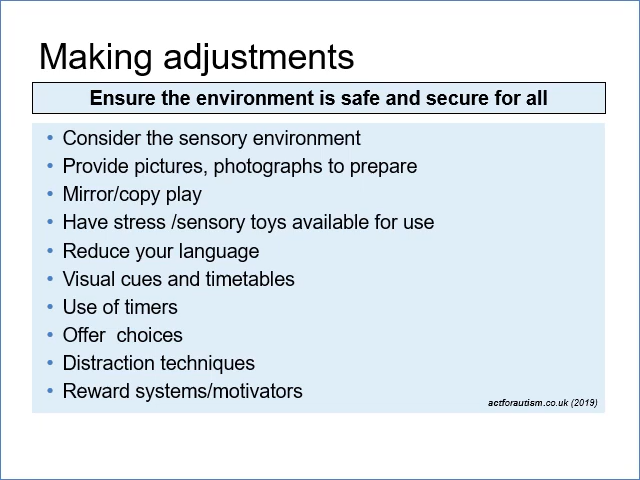 Making adjustments
Ensure the environment is safe and secure for all
• Consider the sensory environment
• Provide pictures, photographs to prepare
• Mirror/copy play
• Have stress /sensory toys available for use
• Reduce your language
• Visual cues and timetables
• Use of timers
• Offer  choices
• Distraction techniques
• Reward systems/motivators
actforautism.co.uk (2019)